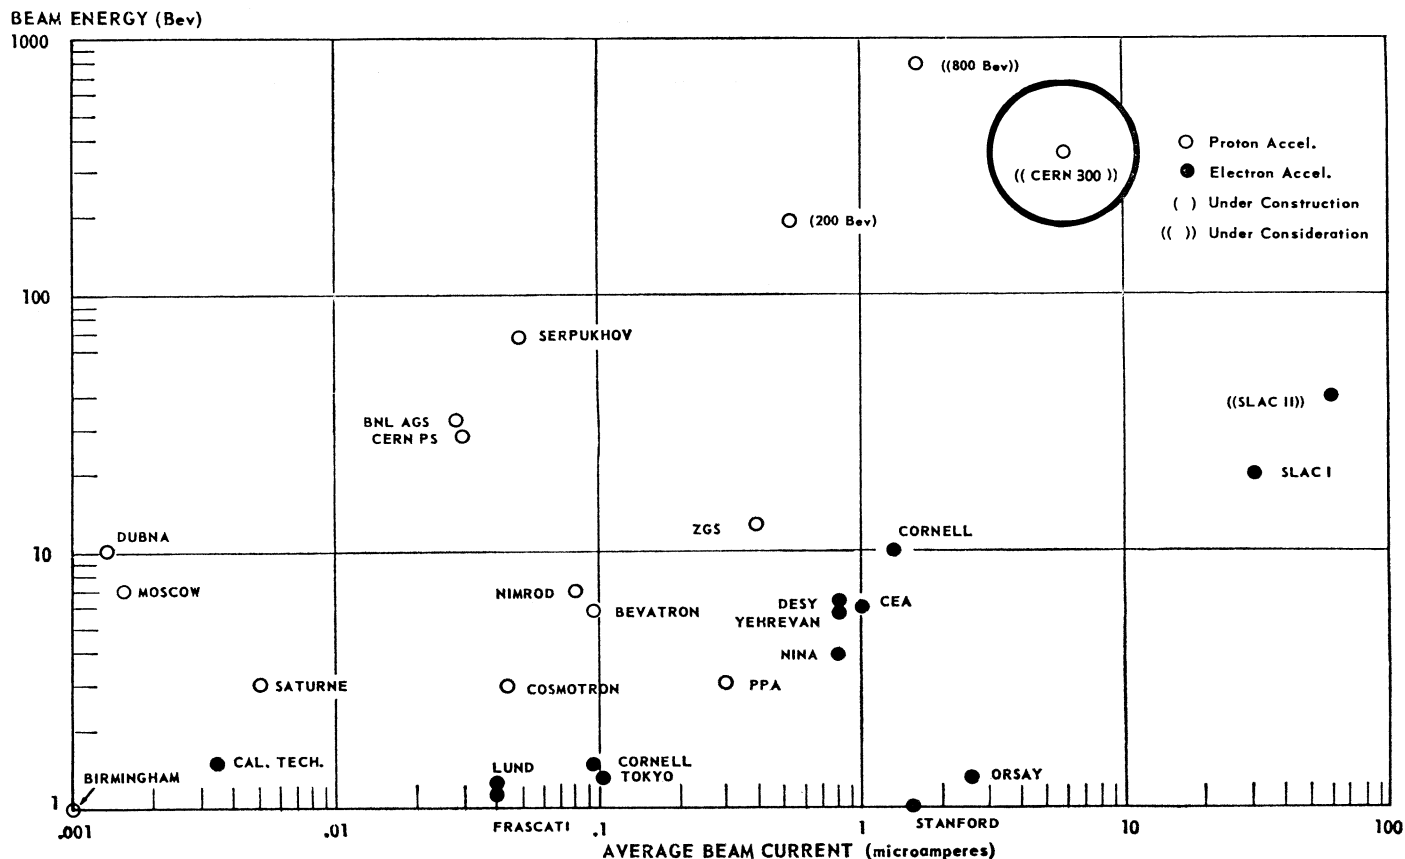 BEAM ENERGY (Bev)
1000
((800 Bev))
Proton Accel.
(( CERN 300 ))
Electron Accel.
( ) Under Construction
(200 Bev)
(( )) Under Consideration
100
SERPUKHOV
((SLAC II))
BNL AGS
CERN PS
SLAC I
ZGS
CORNELL
DUBNA
10
MOSCOW
NIMROD
BEVATRON
DESY
CEA
YEHREVAN
NINA
SATURNE
COSMOTRON
PPA
CAL. TECH.
LUND
CORNELL
TOKYO
ORSAY
BIRMINGHAM
1
FRASCATI
STANFORD
.001
.01
.1
1
10
100
AVERAGE BEAM CURRENT (microamperes)